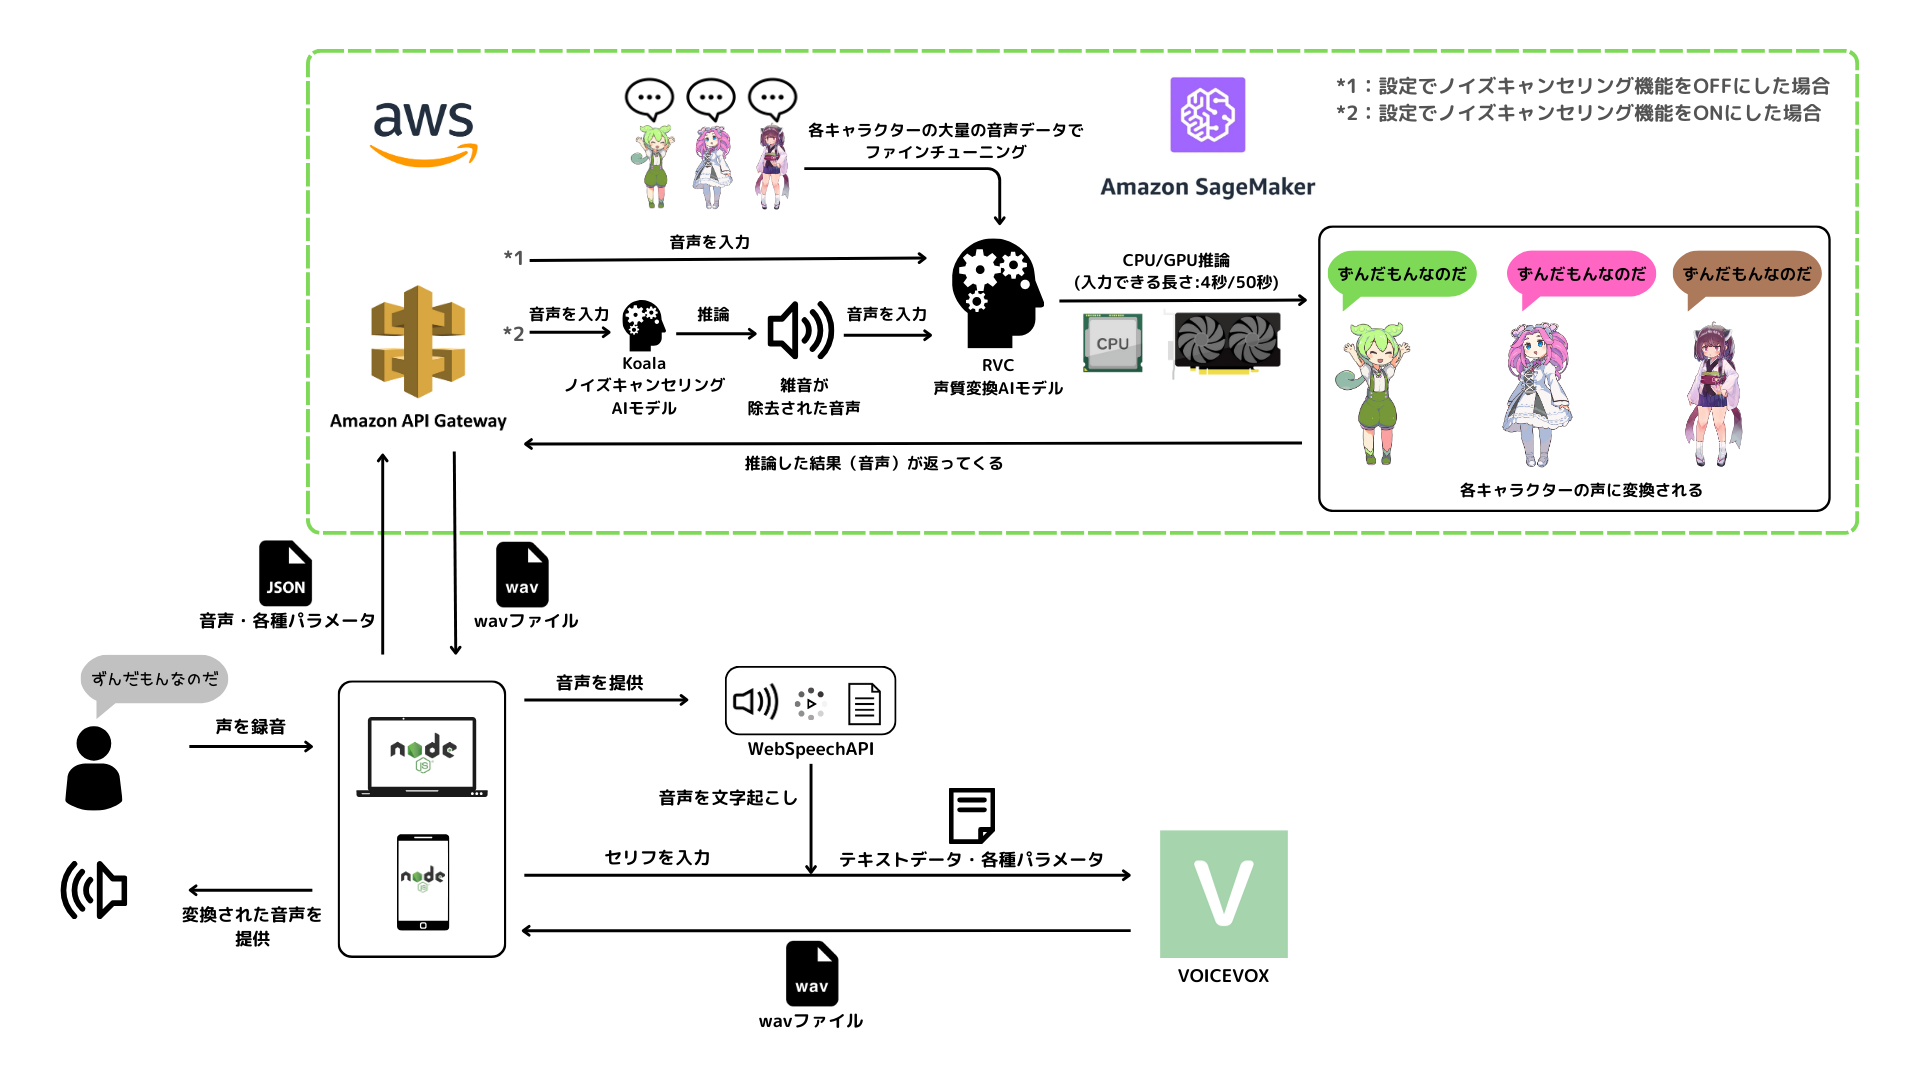 aws
*1：設定でノイズキャンセリング機能をOFFにした場合
*2：設定でノイズキャンセリング機能をONにした場合
各キャラクターの大量の音声データで
ファインチューニング
Amazon SageMaker
*1
音声を入力
*2
音声を入力
推論
音声を入力
Koala
ノイズキャンセリング
AIモデル
雑音が
除去された音声
RVC
声質変換AIモデル
CPU/GPU推論
(入力できる長さ:4秒/50秒)
CPU
ずんだもんなのだ
ずんだもんなのだ
ずんだもんなのだ
各キャラクターの声に変換される
Amazon API Gateway
推論した結果（音声）が返ってくる
JSON
音声・各種パラメータ
wav
wavファイル
ずんだもんなのだ
声を録音
node
JS
node
JS
変換された音声を
提供
音声を提供
WebSpeechAPI
音声を文字起こし
セリフを入力
テキストデータ・各種パラメータ
V
VOICEVOX
wav
wavファイル